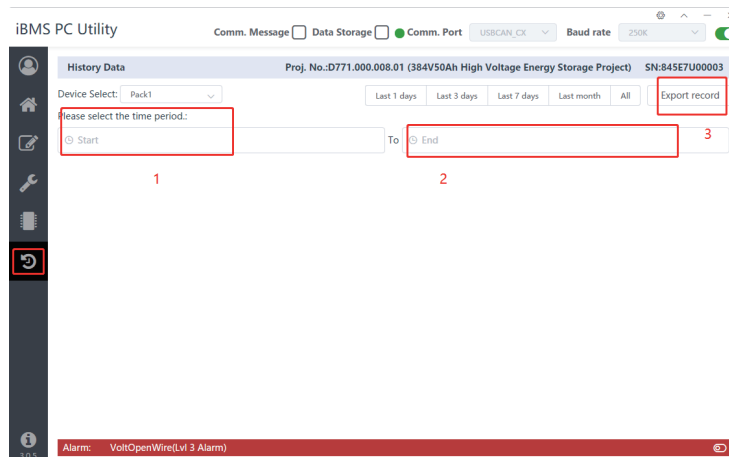 iBMS PC Utility
Comm. Message Data Storage Comm. Port USBCAN_CX Baud rate 250K
History Data Proj. No.:D771.000.008.01 (384V50Ah High Voltage Energy Storage Project) SN:845E7U00003
Device Select: Pack1 Last 1 days Last 3 days Last 7 days Last month All Export record
Please select the time period.:
Start To End 3
1 2
Alarm: VoltOpenWire(Lvl 3 Alarm)
3.0.5